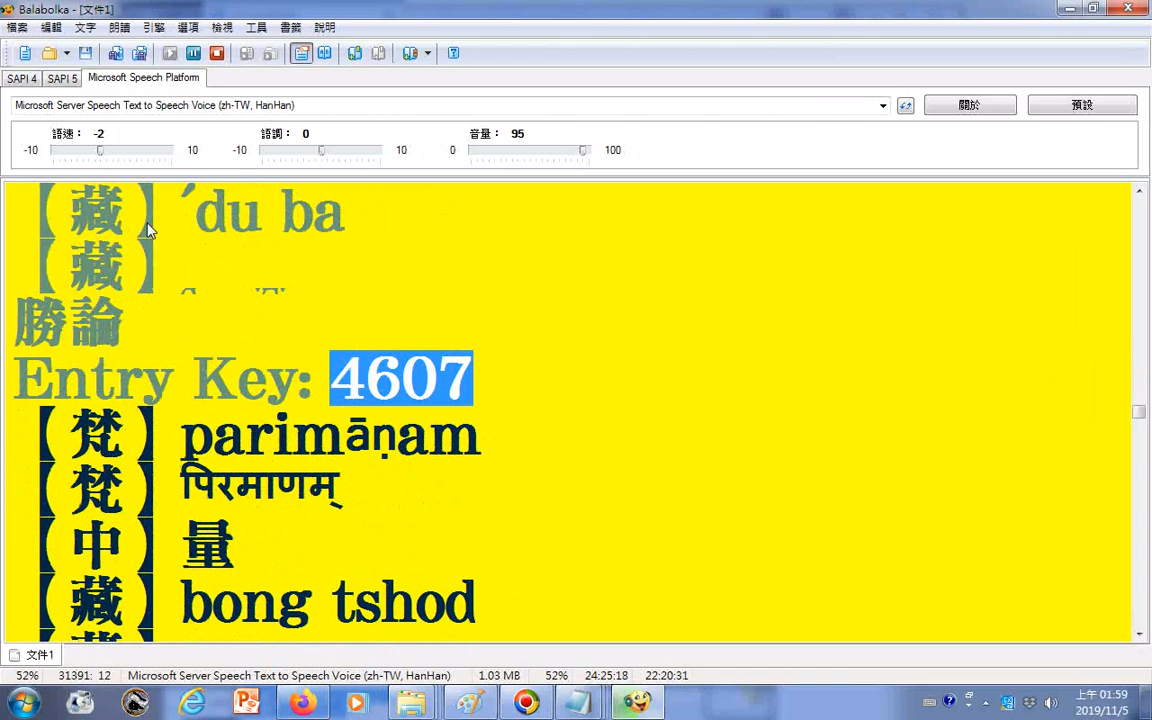 Balabolka - [文件1]
檔案 編輯 文字 朗讀 引擎 選項 檢視 工具 書籤 說明
SAPI 4 SAPI 5 Microsoft Speech Platform
Microsoft Server Speech Text to Speech Voice (zh-TW, HanHan) 關於 預設
語速： -2 語調： 0 音量： 95
-10 10 -10 10 0 100
【藏】 ´du ba
【藏】
勝論
Entry Key: 4607
【梵】 parimāṇam
【梵】 पिरमाणम्
【中】 量
【藏】 bong tshod
文件1
52% 31391: 12 Microsoft Server Speech Text to Speech Voice (zh-TW, HanHan) 1.03 MB 52% 24:25:18 22:20:31
上午 01:59
2019/11/5